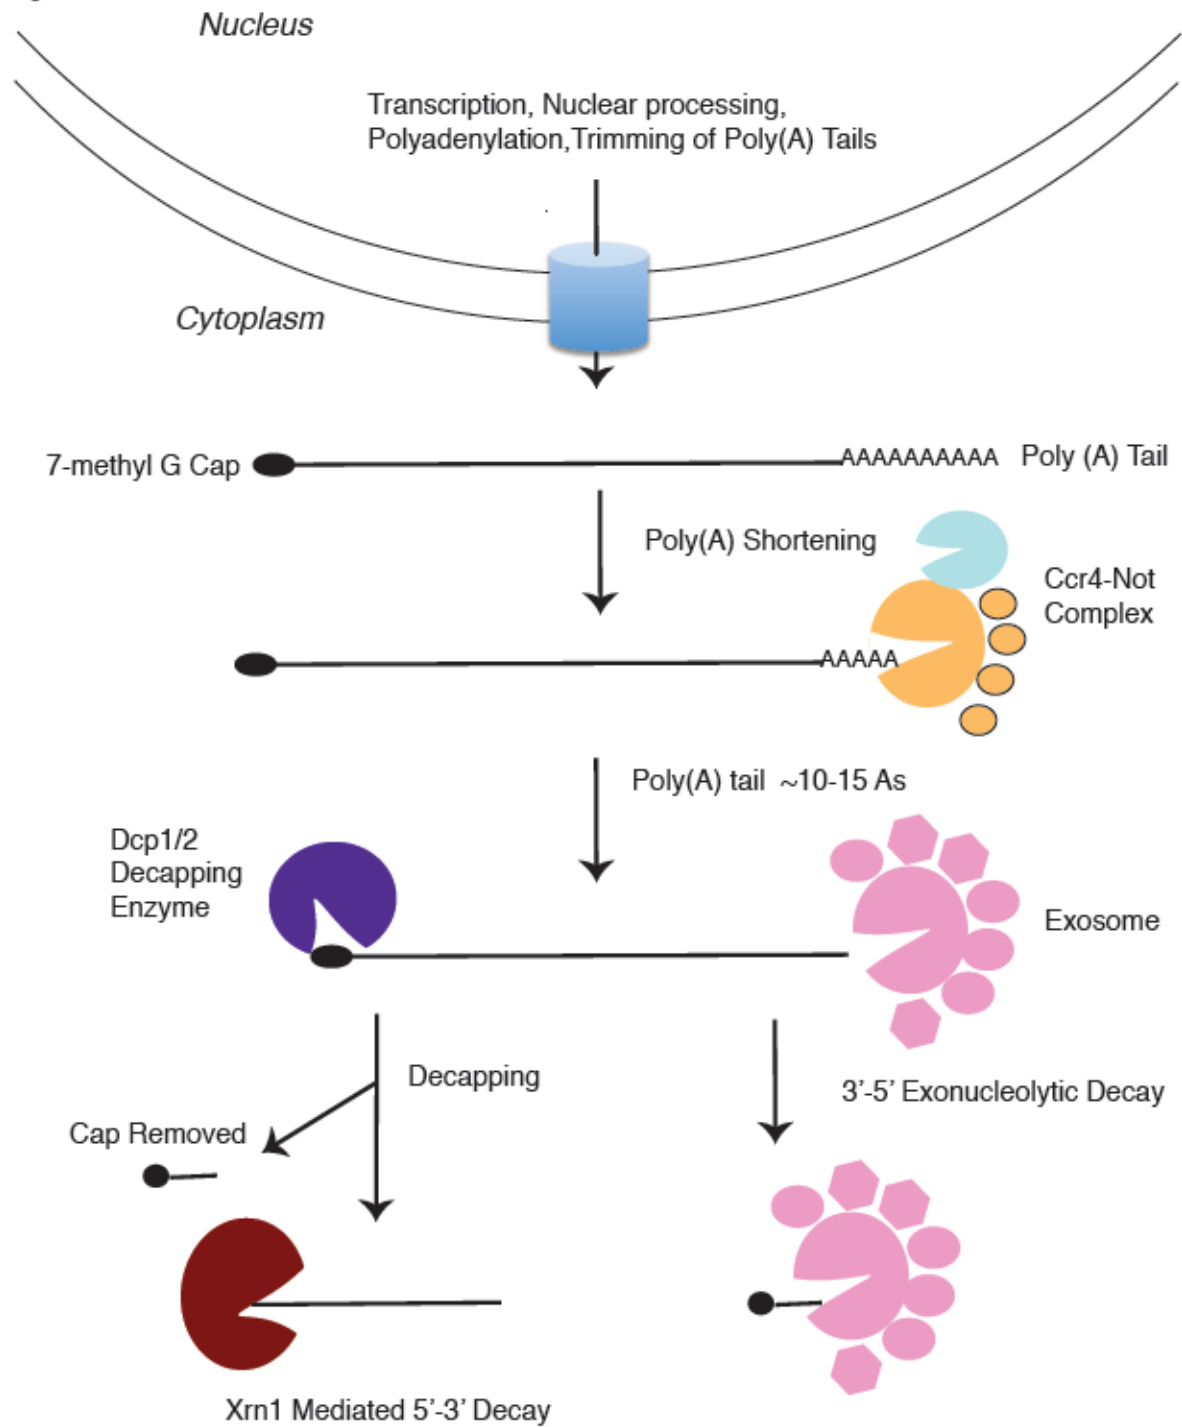 Nucleus
Transcription, Nuclear processing,
Polyadenylation,Trimming of Poly(A) Tails
Cytoplasm
7-methyl G Cap
AAAAAAAAAA
Poly (A) Tail
Poly(A) Shortening
Ccr4-Not
Complex
AAAAA
Poly(A) tail ~10-15 As
Dcp1/2
Decapping
Enzyme
Exosome
Decapping
3'-5' Exonucleolytic Decay
Cap Removed
Xrn1 Mediated 5'-3' Decay